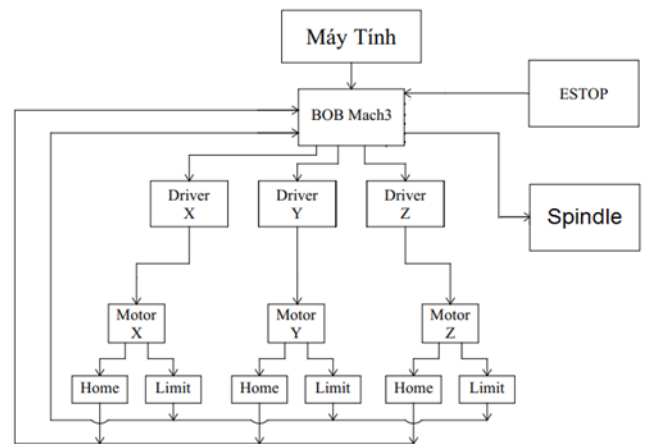 Máy Tính
BOB Mach3
ESTOP
Driver
X
Driver
Y
Driver
Z
Spindle
Motor
X
Motor
Y
Motor
Z
Home
Limit
Home
Limit
Home
Limit